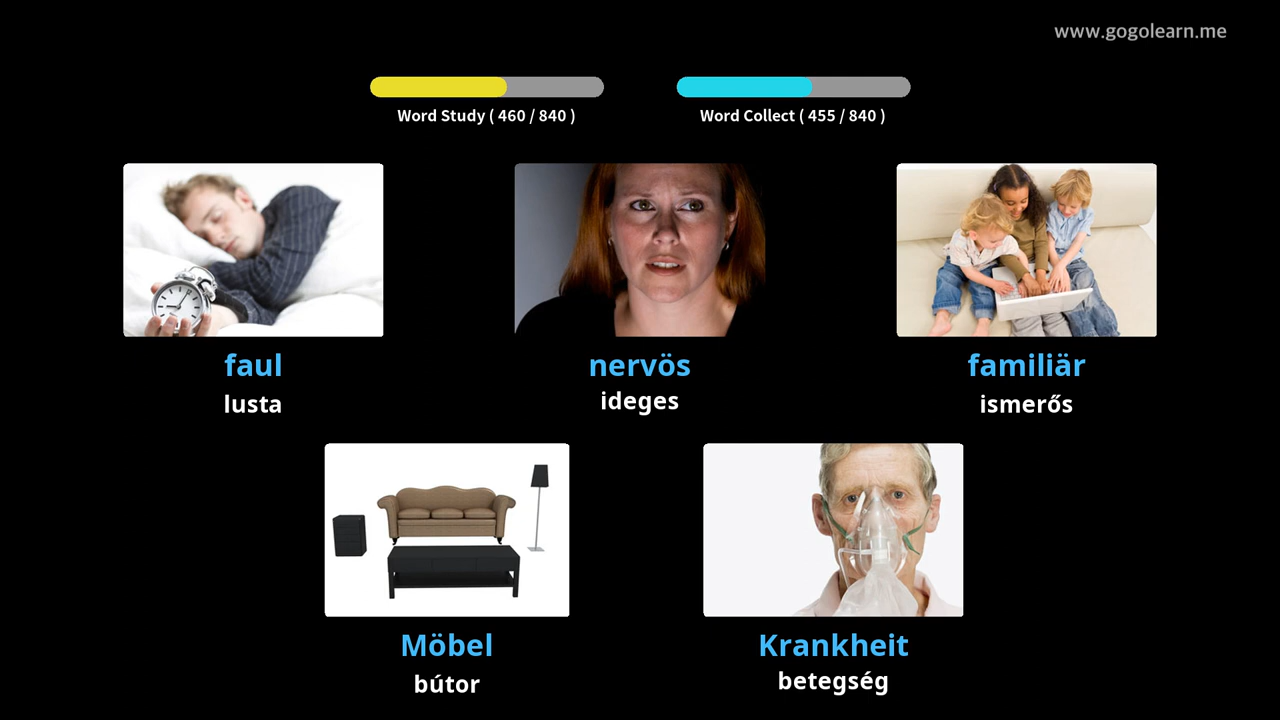 www.gogolearn.me
Word Study ( 460 / 840 )
Word Collect ( 455 / 840 )
faul
lusta
nervös
ideges
familiär
ismerős
Möbel
bútor
Krankheit
betegség